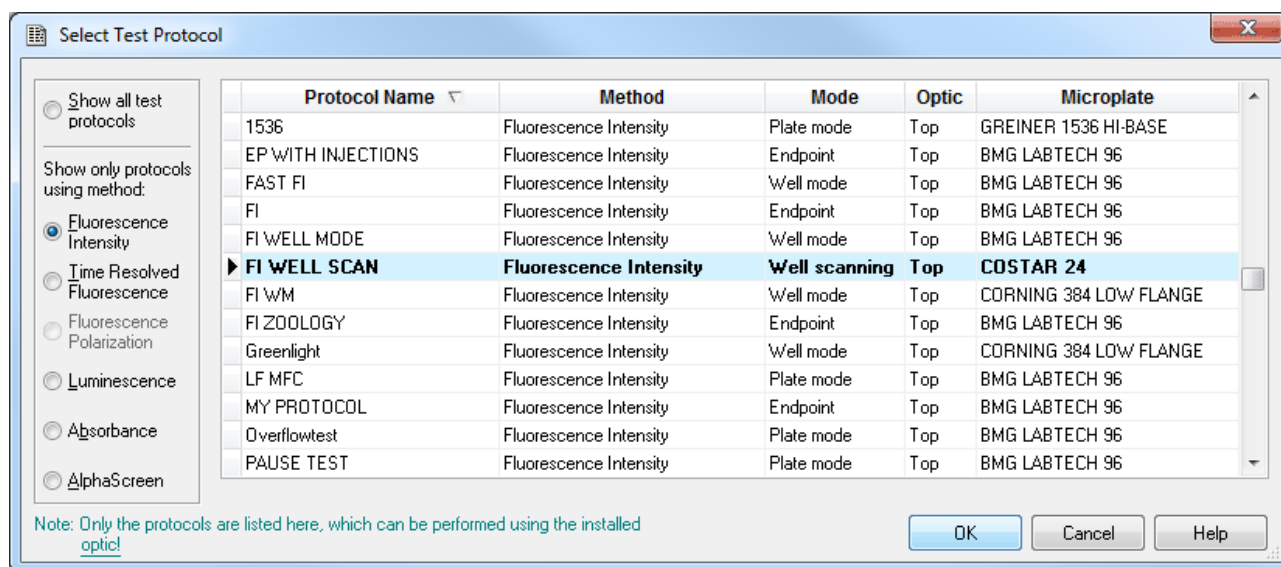 Select Test Protocol
Show all test
protocols
Show only protocols
using method:
Fluorescence
Intensity
Time Resolved
Fluorescence
Fluorescence
Polarization
Luminescence
Absorbance
AlphaScreen
Protocol Name Method Mode Optic Microplate
1536 Fluorescence Intensity Plate mode Top GREINER 1536 HI-BASE
EP WITH INJECTIONS Fluorescence Intensity Endpoint Top BMG LABTECH 96
FAST FI Fluorescence Intensity Well mode Top BMG LABTECH 96
FI Fluorescence Intensity Endpoint Top BMG LABTECH 96
FI WELL MODE Fluorescence Intensity Well mode Top BMG LABTECH 96
FI WELL SCAN Fluorescence Intensity Well scanning Top COSTAR 24
FI WM Fluorescence Intensity Well mode Top CORNING 384 LOW FLANGE
FI ZOOLOGY Fluorescence Intensity Endpoint Top BMG LABTECH 96
Greenlight Fluorescence Intensity Well mode Top CORNING 384 LOW FLANGE
LF MFC Fluorescence Intensity Plate mode Top BMG LABTECH 96
MY PROTOCOL Fluorescence Intensity Endpoint Top BMG LABTECH 96
Overflowtest Fluorescence Intensity Plate mode Top BMG LABTECH 96
PAUSE TEST Fluorescence Intensity Plate mode Top BMG LABTECH 96
Note: Only the protocols are listed here, which can be performed using the installed
optic!
OK Cancel Help